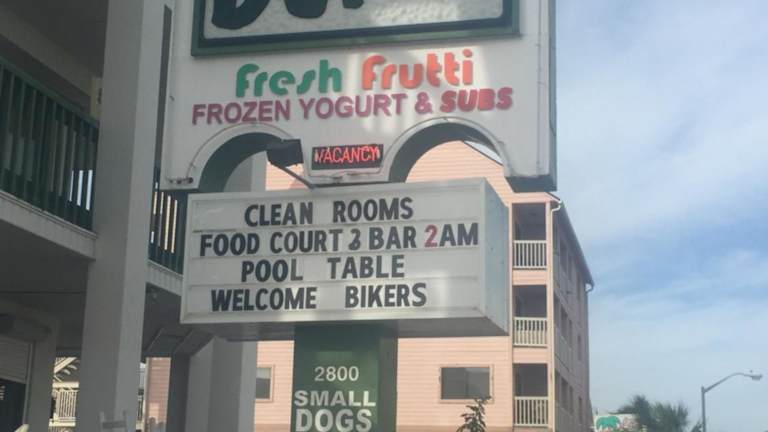 Fresh Frutti
FROZEN YOGURT & SUBS
VACANCY
CLEAN ROOMS
FOOD COURT & BAR 2AM
POOL TABLE
WELCOME BIKERS
2800
SMALL
DOGS